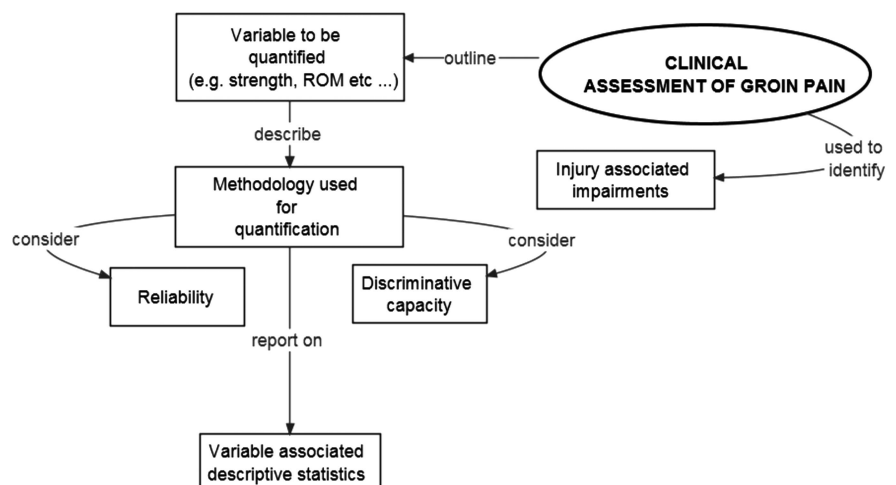 Variable to be
quantified
(e.g. strength, ROM etc ...)
outline
CLINICAL
ASSESSMENT OF GROIN PAIN
describe
used to
identify
Injury associated
impairments
Methodology used
for
quantification
consider
consider
Reliability
Discriminative
capacity
report on
Variable associated
descriptive statistics